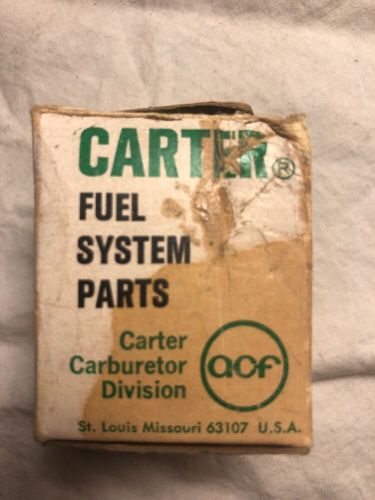 CARTER®
FUEL
SYSTEM
PARTS
Carter
Carburetor
Division
acf
St. Louis Missouri 63107 U.S.A.